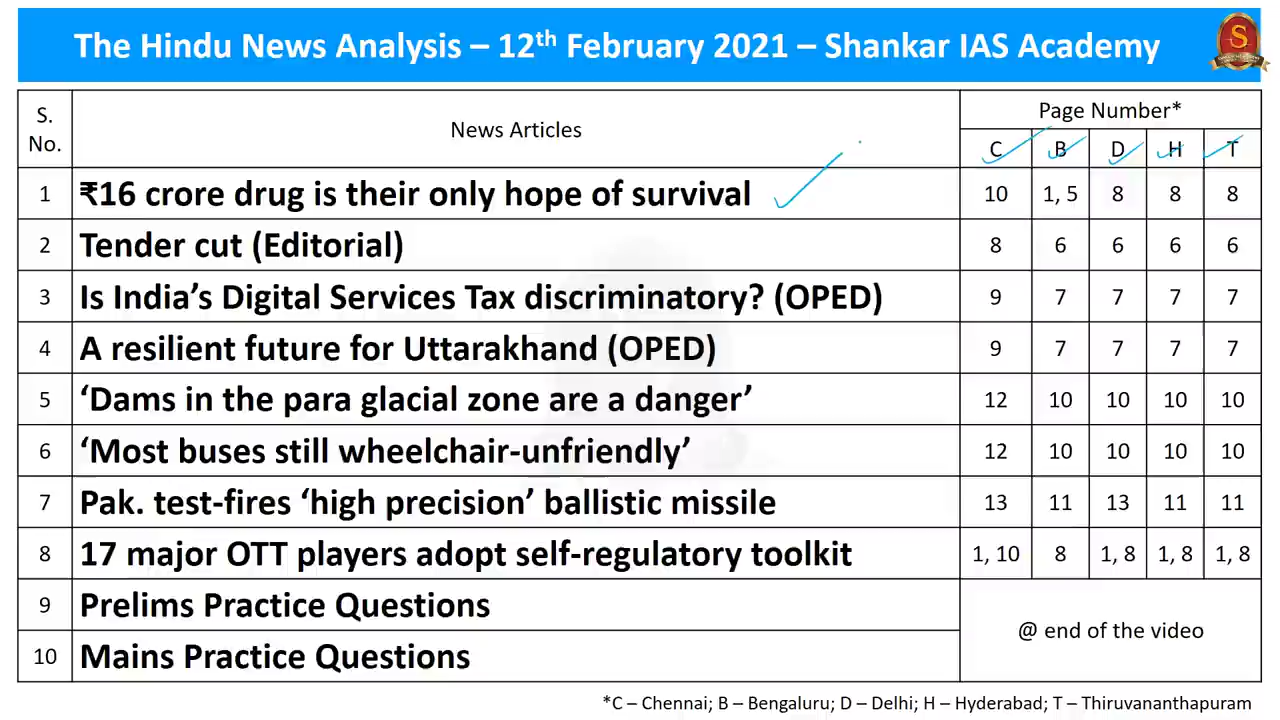 The Hindu News Analysis – 12th February 2021 – Shankar IAS Academy
S. No. News Articles Page Number*
C B D H T
1 ₹16 crore drug is their only hope of survival 10 1, 5 8 8 8
2 Tender cut (Editorial) 8 6 6 6 6
3 Is India’s Digital Services Tax discriminatory? (OPED) 9 7 7 7 7
4 A resilient future for Uttarakhand (OPED) 9 7 7 7 7
5 ‘Dams in the para glacial zone are a danger’ 12 10 10 10 10
6 ‘Most buses still wheelchair-unfriendly’ 12 10 10 10 10
7 Pak. test-fires ‘high precision’ ballistic missile 13 11 13 11 11
8 17 major OTT players adopt self-regulatory toolkit 1, 10 8 1, 8 1, 8 1, 8
9 Prelims Practice Questions
@ end of the video
10 Mains Practice Questions
*C – Chennai; B – Bengaluru; D – Delhi; H – Hyderabad; T – Thiruvananthapuram